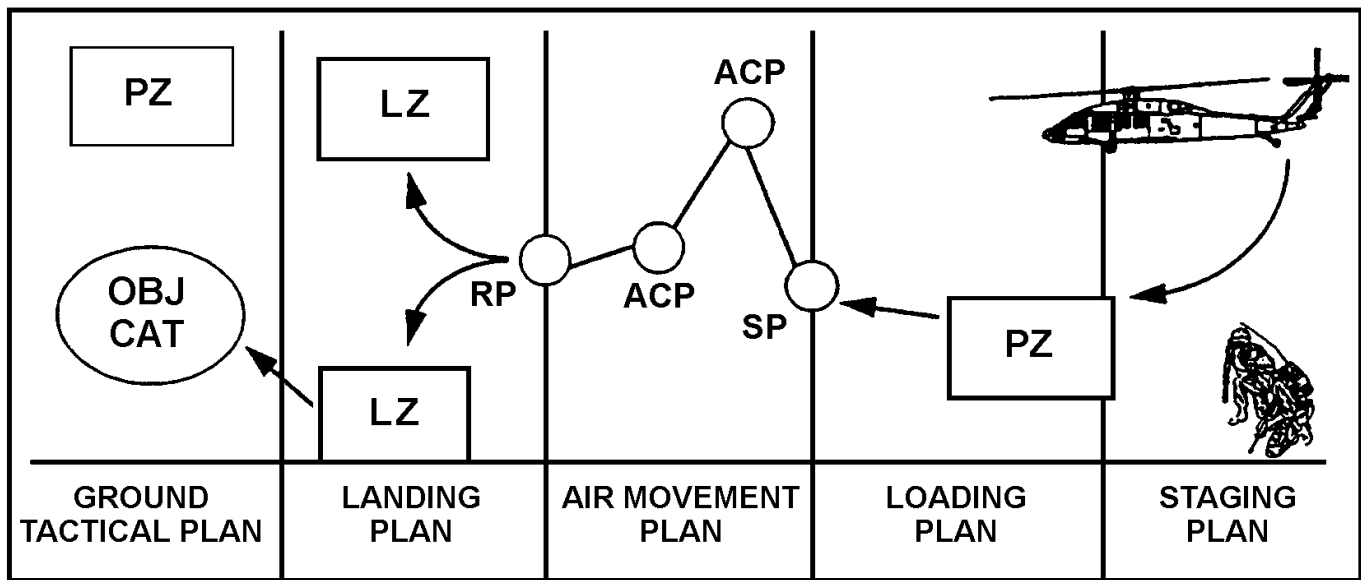 PZ
OBJ
CAT
LZ
LZ
RP
ACP
ACP
SP
PZ
GROUND
TACTICAL PLAN
LANDING
PLAN
AIR MOVEMENT
PLAN
LOADING
PLAN
STAGING
PLAN